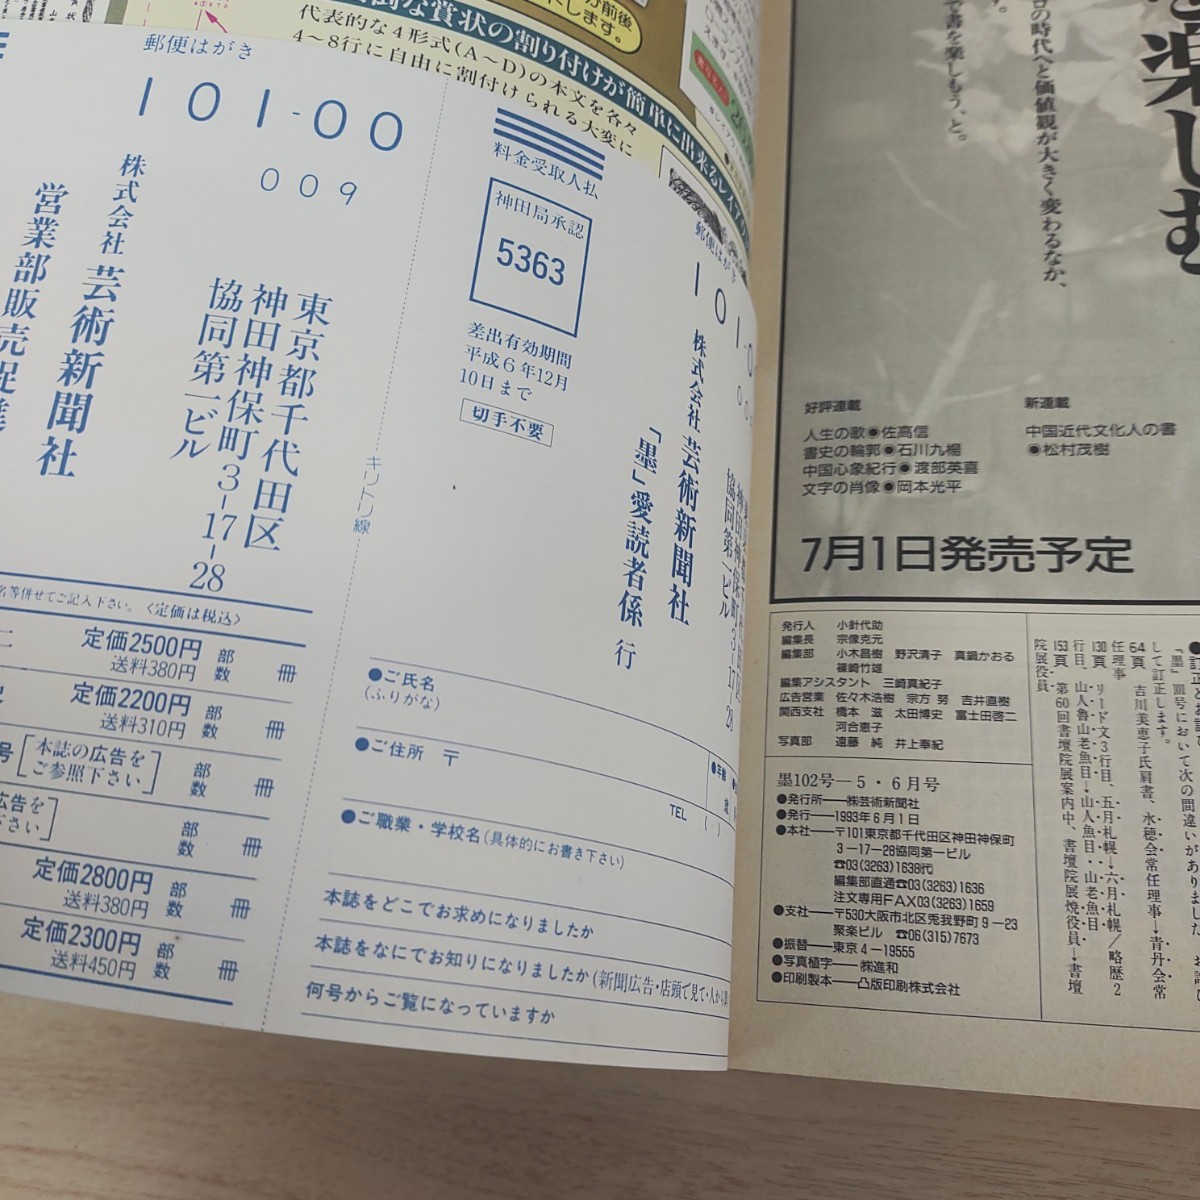 代表的な4形式(A〜D)の本文を各々
4〜8行に自由に割付けられる大変に
賞状の割り付けが簡単に出来る
郵便はがき
101-00
009
東京都千代田区
神田神保町3-17-28
協同第一ビル
株式会社 芸術新聞社
〈定価は税込〉
定価2500円
送料380円
部数 冊
定価2200円
送料310円
部数 冊
本誌の広告を
ご参照下さい
部数 冊
広告を
部数 冊
定価2800円
送料380円
部数 冊
定価2300円
送料450円
部数 冊
キリトリ線
料金受取人払
神田局承認
5363
差出有効期間
平成6年12月
10日まで
切手不要
郵便はがき
株式会社 芸術新聞社
「墨」愛読者係 行
●ご氏名
(ふりがな)
●ご住所 〒
TEL
●ご職業・学校名(具体的にお書き下さい)
本誌をどこでお求めになりましたか
本誌をなにでお知りになりましたか(新聞広告・店頭で見て・
何号からご覧になっていますか
楽しむ
の時代へと価値観が大きく変わるなか、
で書を楽しもう、と。
好評連載
人生の歌●佐高信
書史の輪郭●石川九楊
中国心象紀行●渡部英喜
文字の肖像●岡本光平
新連載
中国近代文化人の書
●松村茂樹
7月1日発売予定
発行人 小針代助
編集長 宗像克元
編集部 小木昌樹 野沢清子 真鍋かおる
篠崎竹雄
編集アシスタント 三崎真紀子
広告営業 佐々木浩樹 宗方 努 吉井直樹
関西支社 橋本 滋 太田博史 富士田啓二
河合恵子
写真部 遠藤 純 井上奉紀
墨102号—5・6月号
●発行所—㈱芸術新聞社
●発行—1993年6月1日
●本社—〒101東京都千代田区神田神保町
3-17-28協同第一ビル
☎03(3263)1638代
編集部直通☎03(3263)1636
注文専用FAX03(3263)1659
●支社—〒530大阪市北区兎我野町9-23
聚楽ビル ☎06(315)7673
●振替—東京4-19555
●写真植字—㈱進和
●印刷製本—凸版印刷株式会社
して訂正します。
64頁 吉川美恵子氏肩書、水穂会常任理事→青丹会常
任理事
130頁 リード文3行目、五月札幌→六月札幌/略歴2
行目、山人魯山老魚目→山人魚目・山老魚目
153頁 第60回書壇院展案内中、書壇院展焼役員→書壇
院展役員